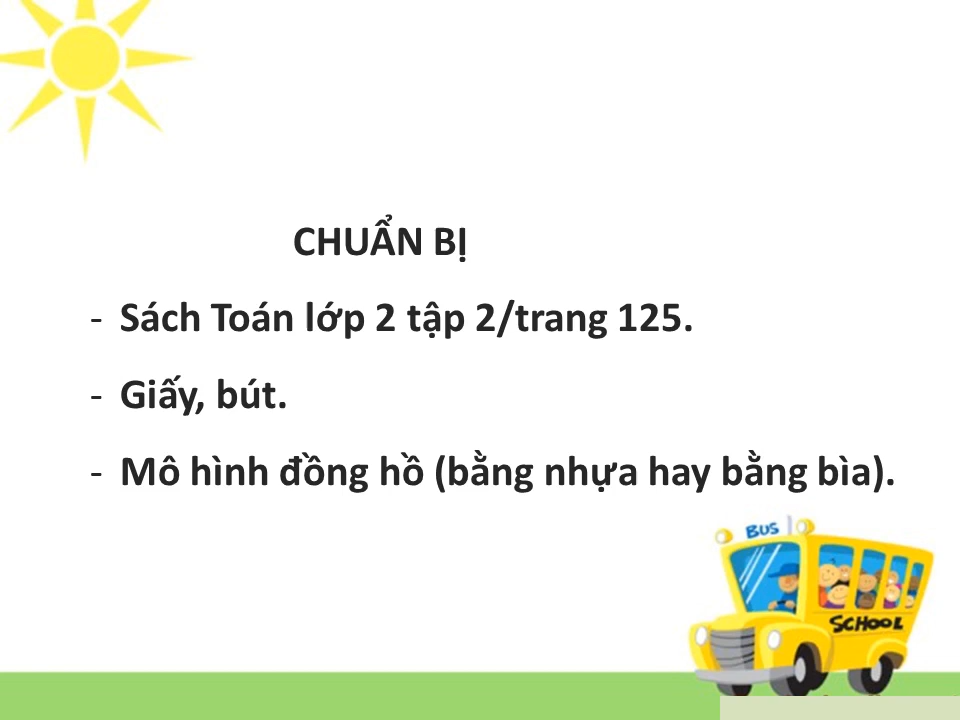 CHUẨN BỊ
- Sách Toán lớp 2 tập 2/trang 125.
- Giấy, bút.
- Mô hình đồng hồ (bằng nhựa hay bằng bìa).
BUS
SCHOOL